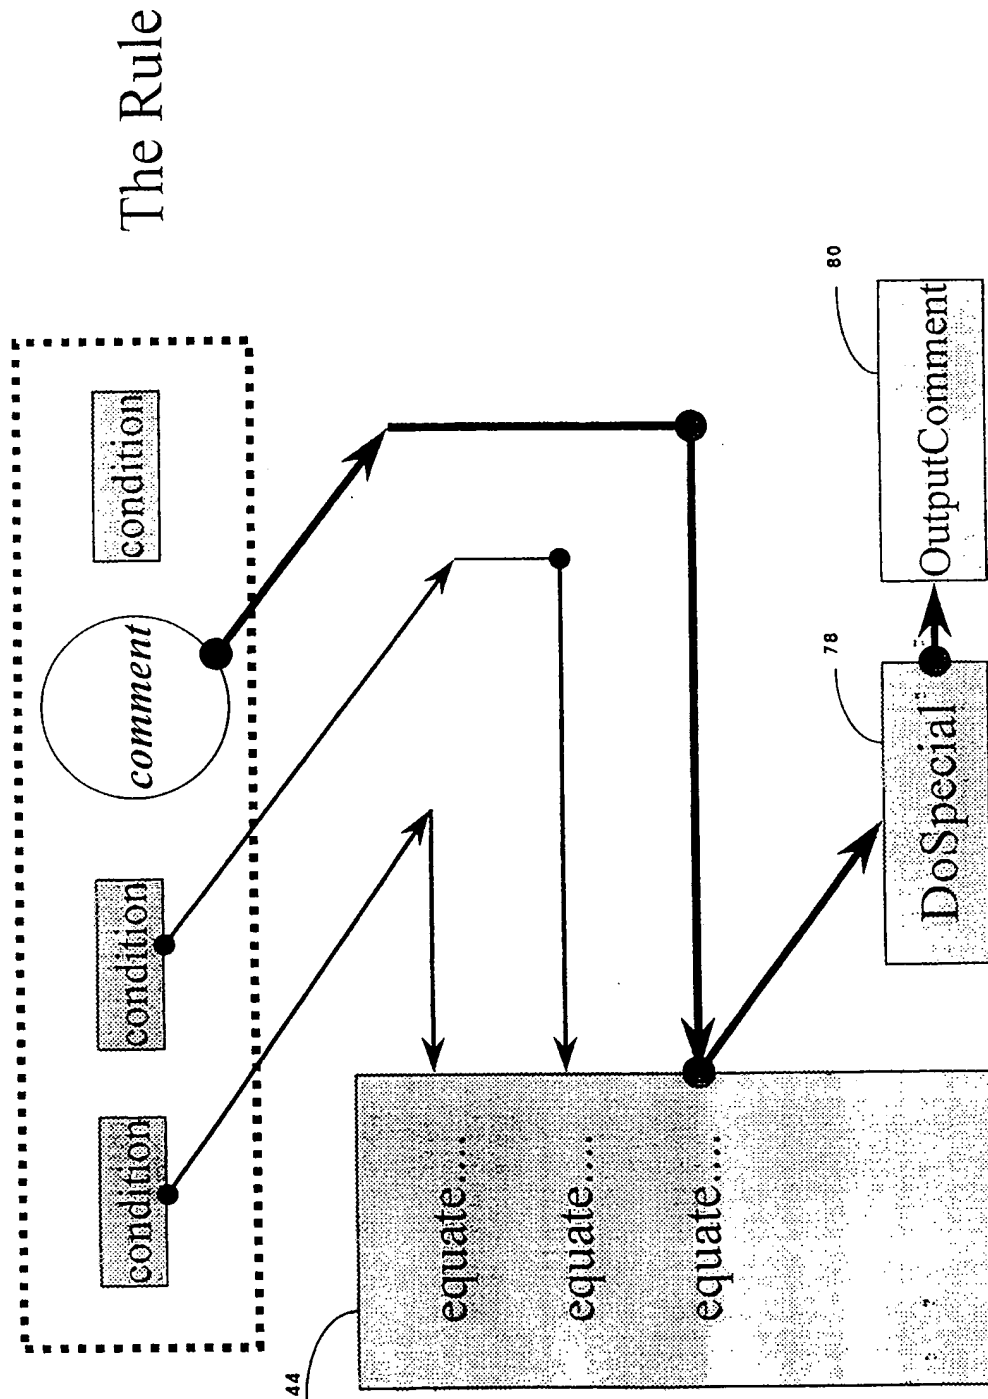 The Rule
condition
condition
comment
condition
44
equate....
equate....
equate....
78
DoSpecial
80
OutputComment